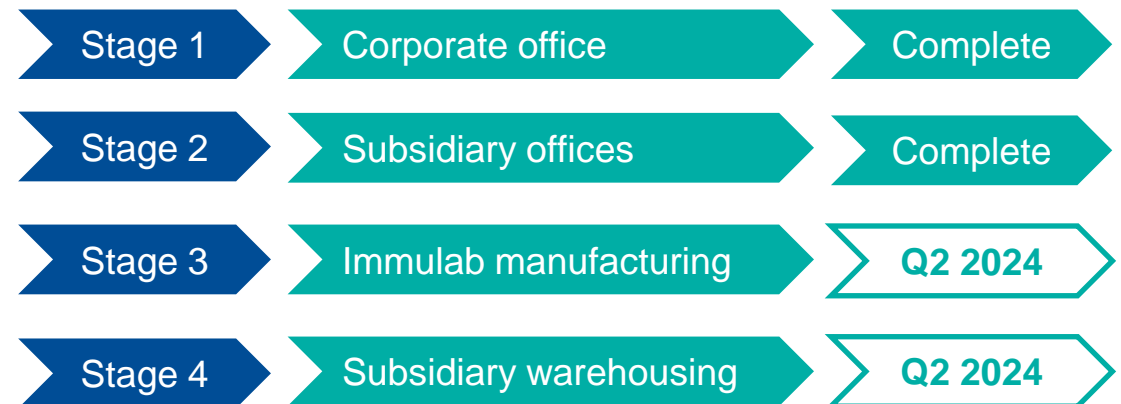 Stage 1 Corporate office Complete
Stage 2 Subsidiary offices Complete
Stage 3 Immulab manufacturing Q2 2024
Stage 4 Subsidiary warehousing Q2 2024